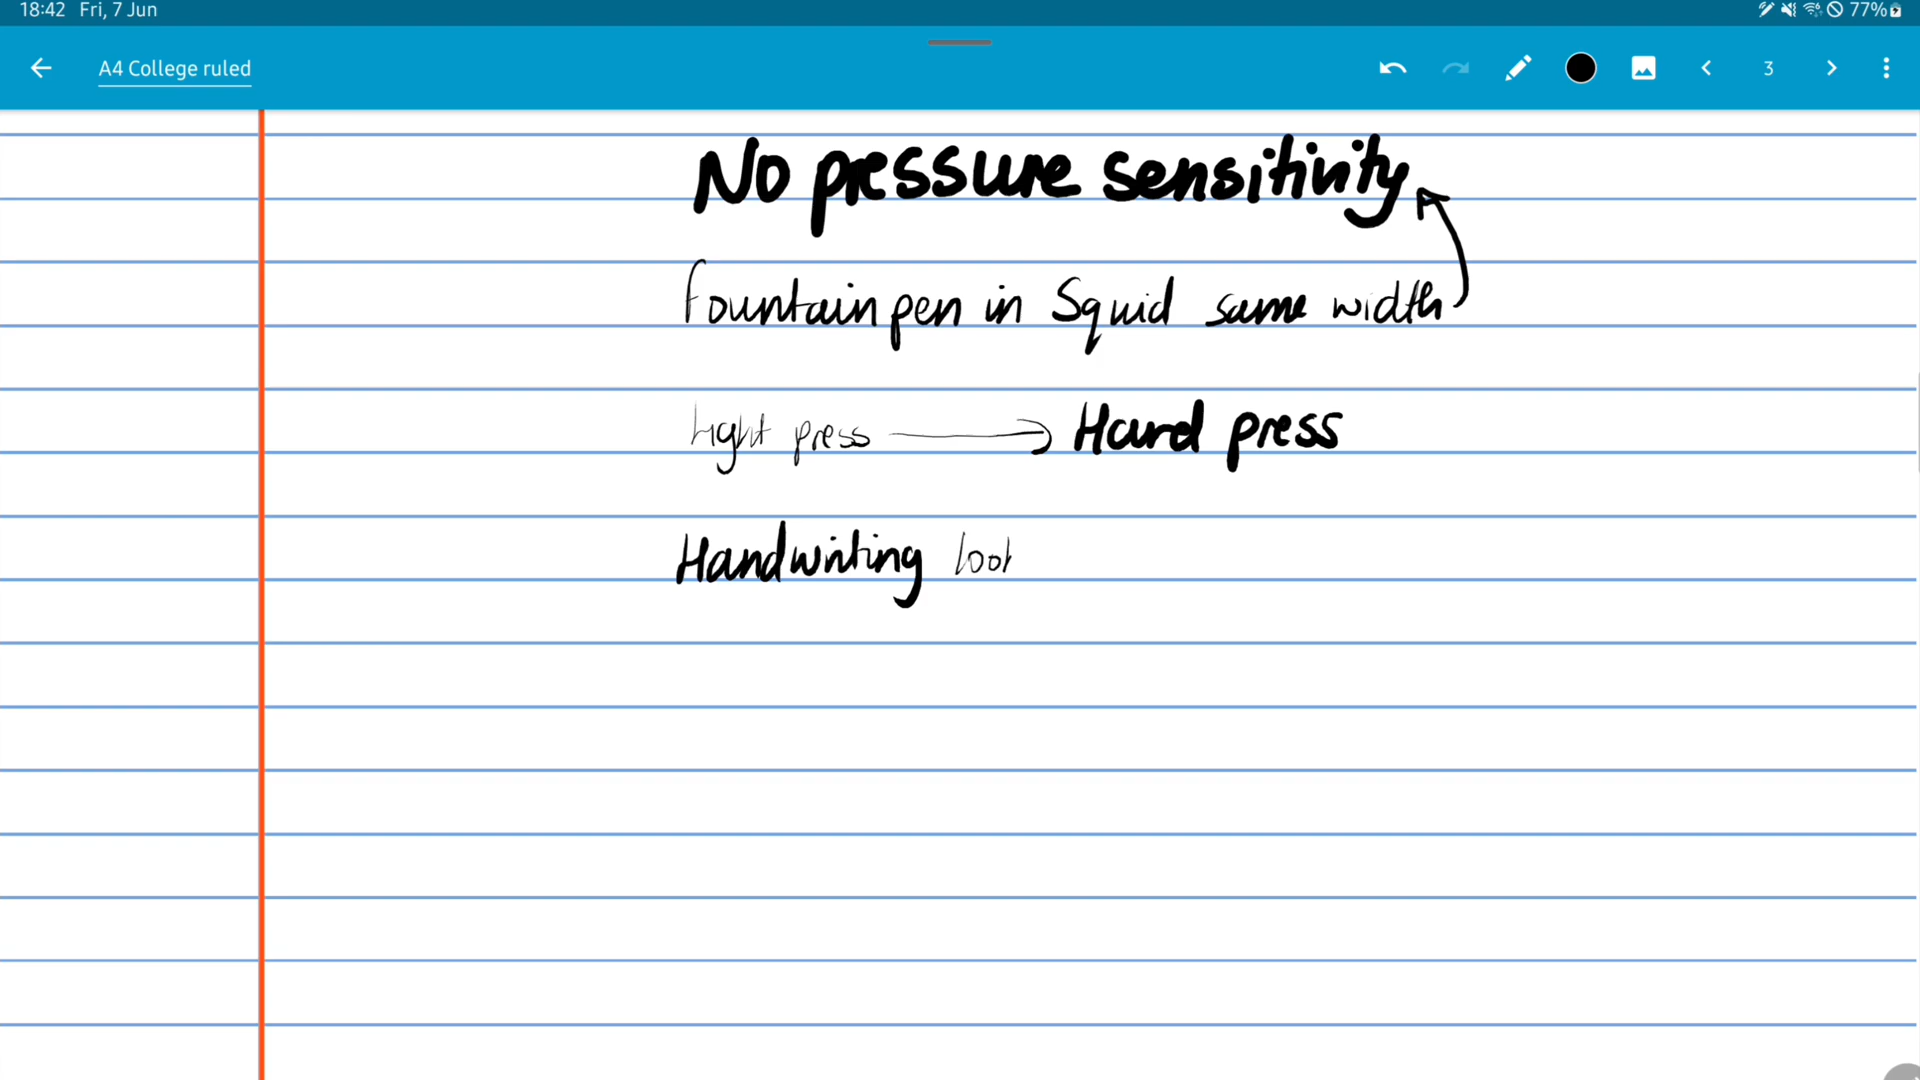 18:42 Fri, 7 Jun 77%
A4 College ruled 3
No pressure sensitivity
Fountain pen in Squid same width
Light press → Hard press
Handwriting look